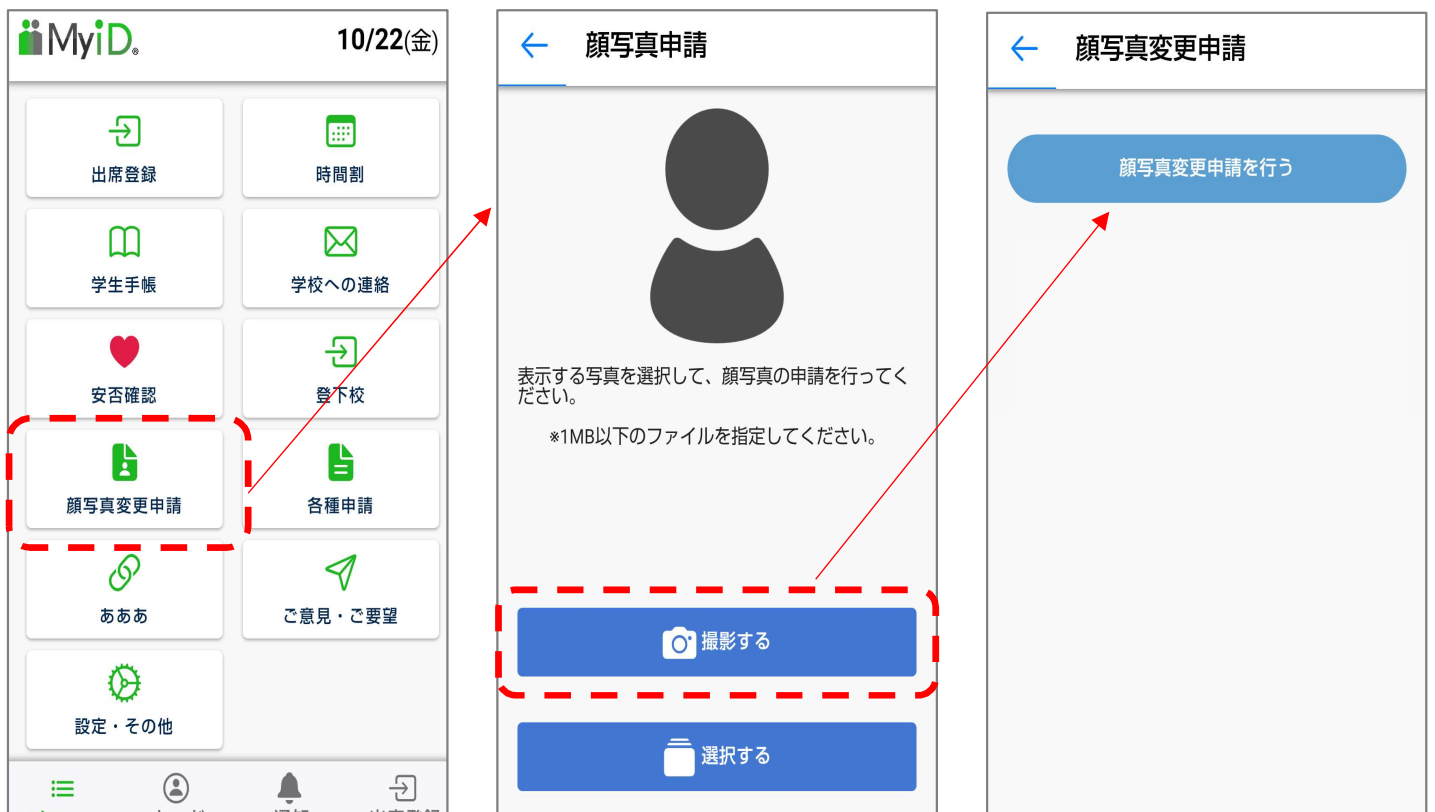 MyiD®
10/22(金)
出席登録
時間割
学生手帳
学校への連絡
安否確認
登下校
顔写真変更申請
各種申請
あああ
ご意見・ご要望
設定・その他
顔写真申請
表示する写真を選択して、顔写真の申請を行ってく
ださい。
※1MB以下のファイルを指定してください。
撮影する
選択する
顔写真変更申請
顔写真変更申請を行う